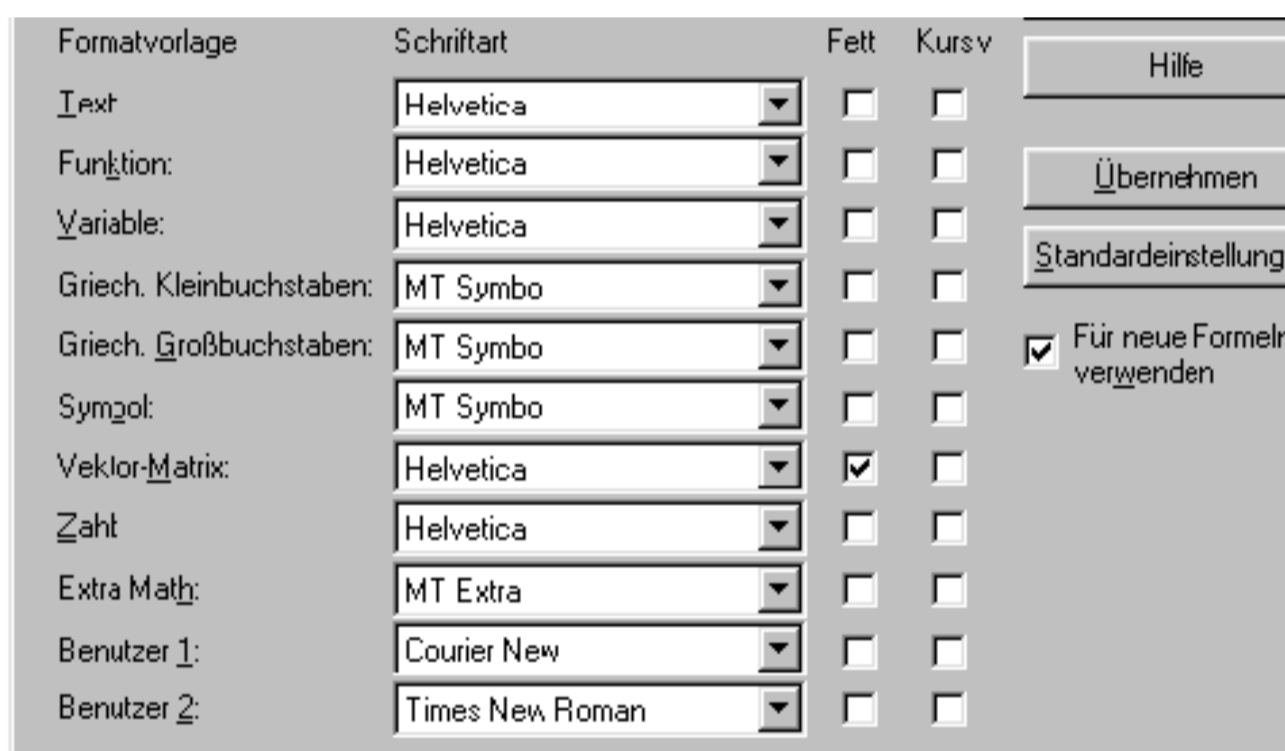 Formatvorlage Schriftart Fett Kursv
Hilfe
Text Helvetica
Funktion: Helvetica
Übernehmen
Variable: Helvetica
Standardeinstellung
Griech. Kleinbuchstaben: MT Symbo
Griech. Großbuchstaben: MT Symbo
Für neue Formeln
verwenden
Symbol: MT Symbo
Vektor-Matrix: Helvetica
Zahl: Helvetica
Extra Math: MT Extra
Benutzer 1: Courier New
Benutzer 2: Times New Roman